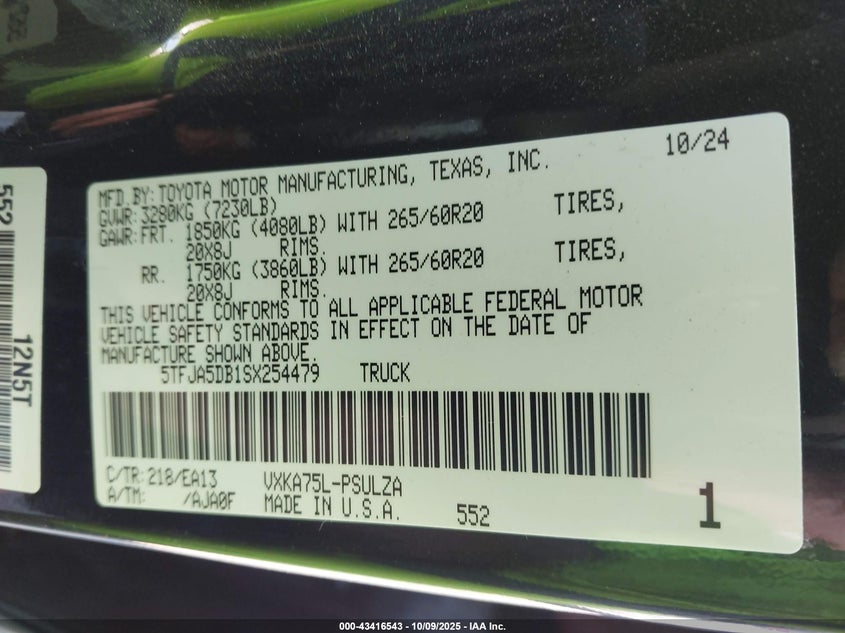 552
12N5T
10/24
MFD.BY:TOYOTA MOTOR MANUFACTURING, TEXAS, INC.
GVWR:3280KG (7230LB)
GAWR:FRT. 1850KG (4080LB) WITH 265/60R20 TIRES,
20X8J RIMS.
RR. 1750KG (3860LB) WITH 265/60R20 TIRES,
20X8J RIMS.
THIS VEHICLE CONFORMS TO ALL APPLICABLE FEDERAL MOTOR
VEHICLE SAFETY STANDARDS IN EFFECT ON THE DATE OF
MANUFACTURE SHOWN ABOVE.
5TFJA5DB1SX254479 TRUCK
C/TR:218/EA13 VXKA75L-PSULZA
A/TM: /AJA0F MADE IN U.S.A. 552 1
000-43416543 - 10/09/2025 - IAA Inc.